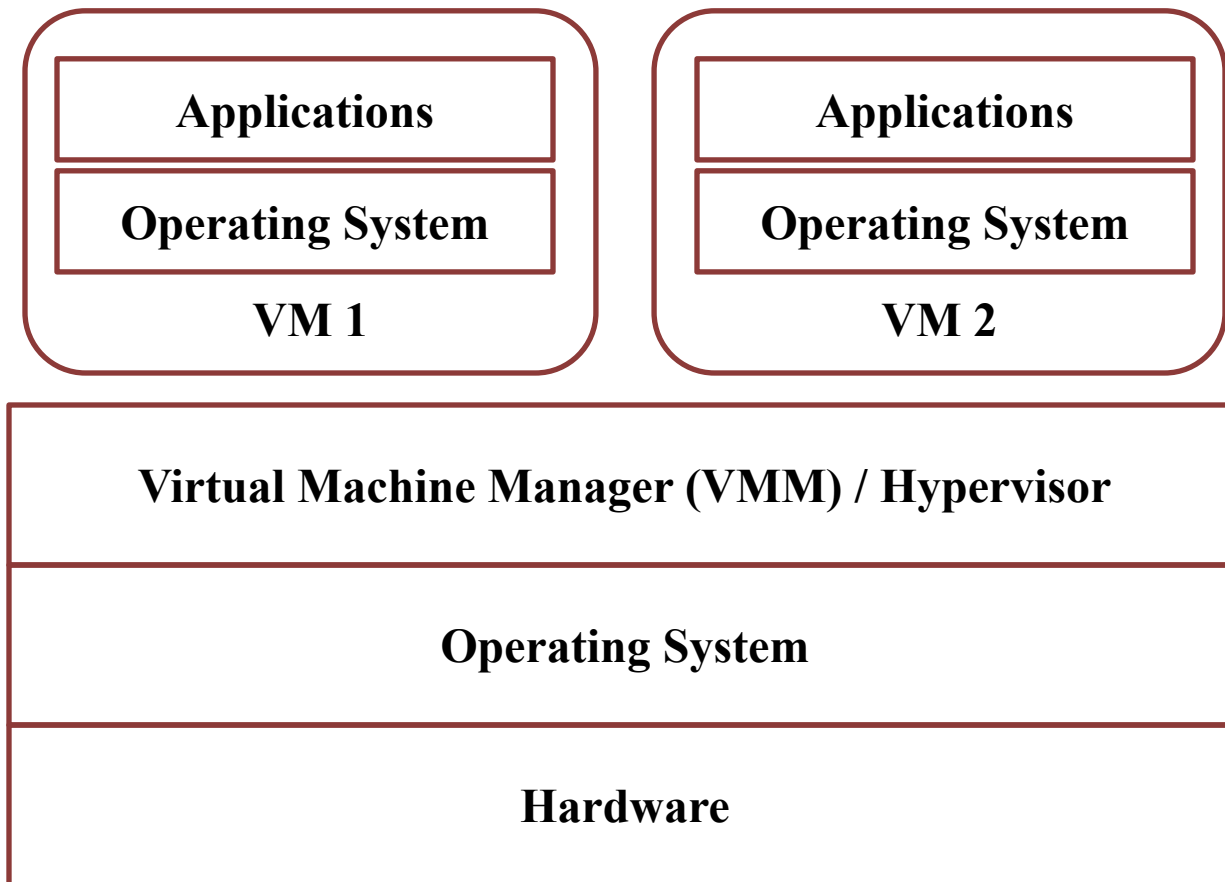 Applications
Applications
Operating System
Operating System
VM 1
VM 2
Virtual Machine Manager (VMM) / Hypervisor
Operating System
Hardware